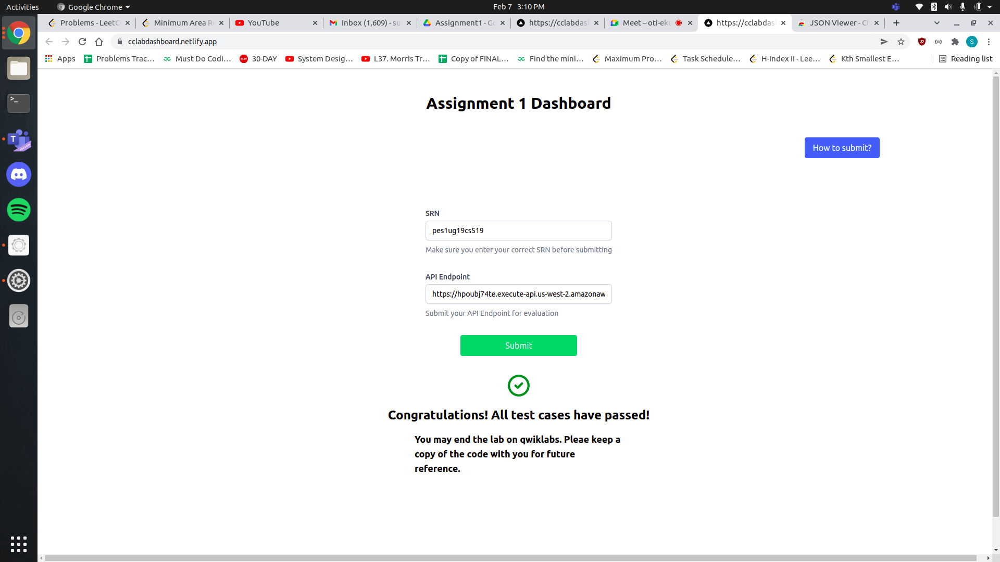 Activities
Google Chrome
Feb 7 3:10 PM
Problems - LeetC
Minimum Area R
YouTube
Inbox (1,609) - su
Assignment1 - Go
https://cclabdash
Meet – oti-eku
https://cclabdas
JSON Viewer - Ch
cclabdashboard.netlify.app
S
Apps
Problems Trac...
Must Do Codi...
30-DAY
System Desig...
L37. Morris Tr...
Copy of FINAL...
Find the mini...
Maximum Pro...
Task Schedule...
H-Index II - Lee...
Kth Smallest E...
Reading list
Assignment 1 Dashboard
How to submit?
SRN
pes1ug19cs519
Make sure you enter your correct SRN before submitting
API Endpoint
https://hpoubj74te.execute-api.us-west-2.amazonaw
Submit your API Endpoint for evaluation
Submit
Congratulations! All test cases have passed!
You may end the lab on qwiklabs. Pleae keep a
copy of the code with you for future
reference.